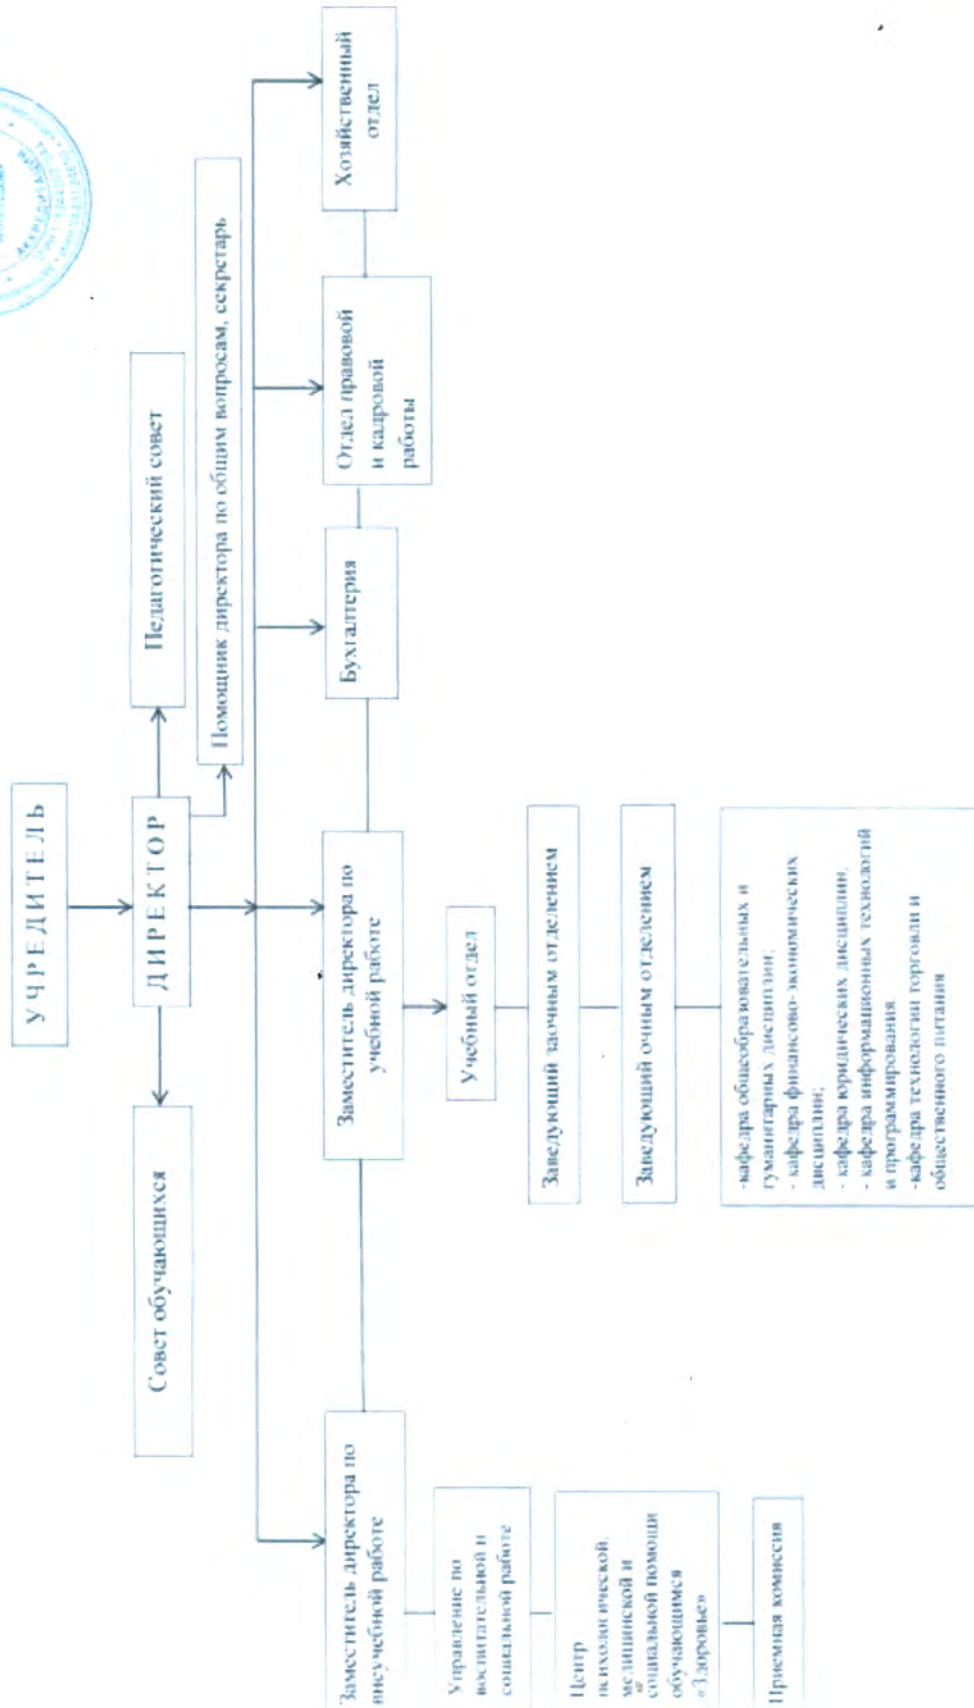 УЧРЕДИТЕЛЬ
ДИРЕКТОР
Совет обучающихся
Педагогический совет
Помощник директора по общим вопросам, секретарь
Заместитель директора по
внеучебной работе
Заместитель директора по
учебной работе
Бухгалтерия
Отдел правовой
и кадровой
работы
Хозяйственный
отдел
Управление по
воспитательной и
социальной работе
Центр
психологической,
медицинской и
социальной помощи
обучающимся
«Здоровье»
Приемная комиссия
Учебный отдел
Заведующий заочным отделением
Заведующий очным отделением
-кафедра общеобразовательных и
гуманитарных дисциплин;
- кафедра финансово-экономических
дисциплин;
- кафедра юридических дисциплин;
- кафедра информационных технологий
и программирования
-кафедра технологии торговли и
общественного питания